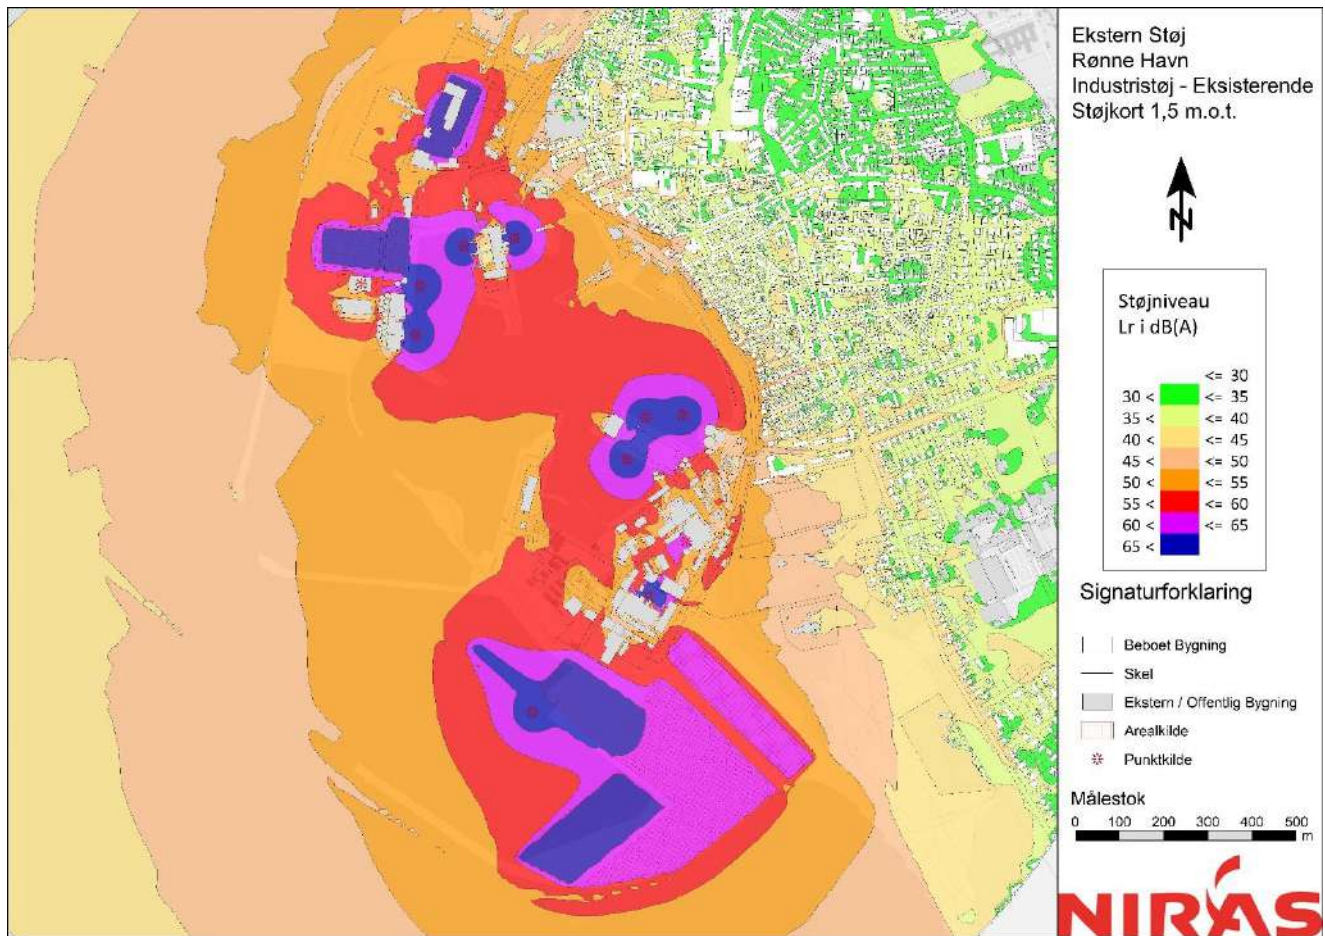 Ekstern Støj
Rønne Havn
Industristøj - Eksisterende
Støjkort 1,5 m.o.t.
N
Støjniveau
Lr i dB(A)
<= 30
30 < <= 35
35 < <= 40
40 < <= 45
45 < <= 50
50 < <= 55
55 < <= 60
60 < <= 65
65 <
Signaturforklaring
Beboet Bygning
Skel
Ekstern / Offentlig Bygning
Arealkilde
Punktkilde
Målestok
0 100 200 300 400 500
m
NIRAS